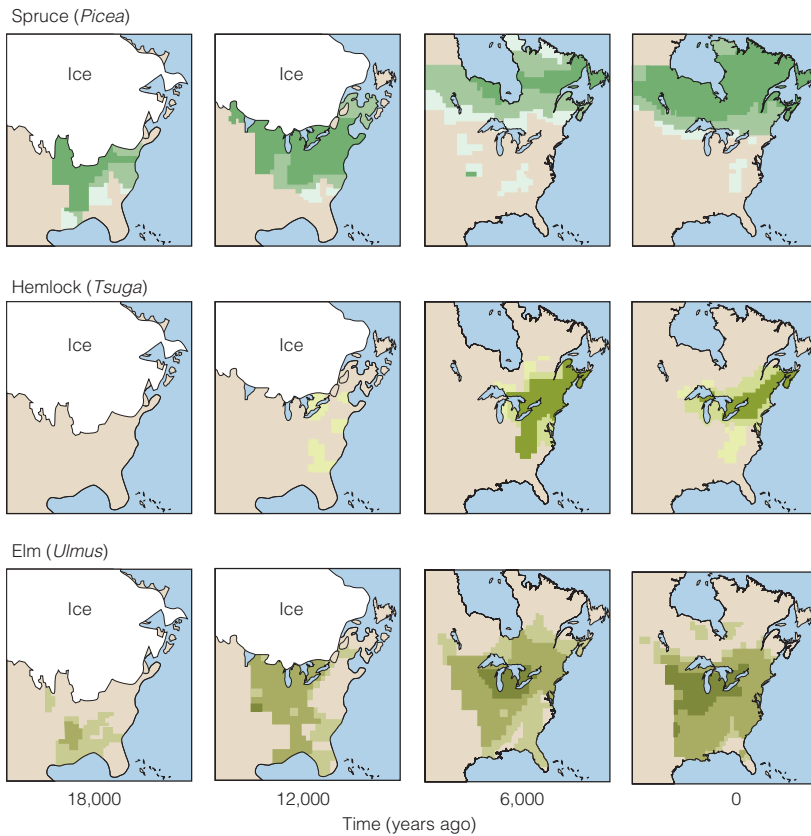 Spruce (Picea)
Ice
Ice
Hemlock (Tsuga)
Ice
Ice
Elm (Ulmus)
Ice
Ice
18,000
12,000
6,000
0
Time (years ago)